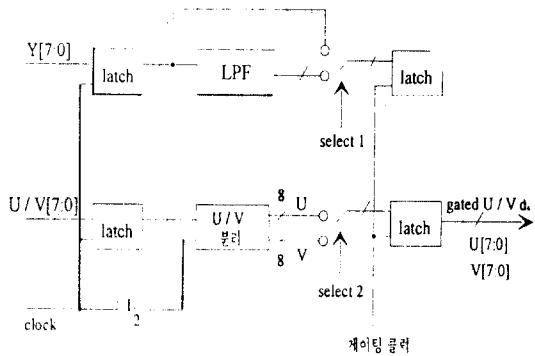 Y[7:0]
latch
LPF
latch
select 1
U / V[7:0]
latch
U / V
분리
8 U
8 V
select 2
latch
gated U / V
U[7:0]
V[7:0]
clock
2
게이팅 클럭